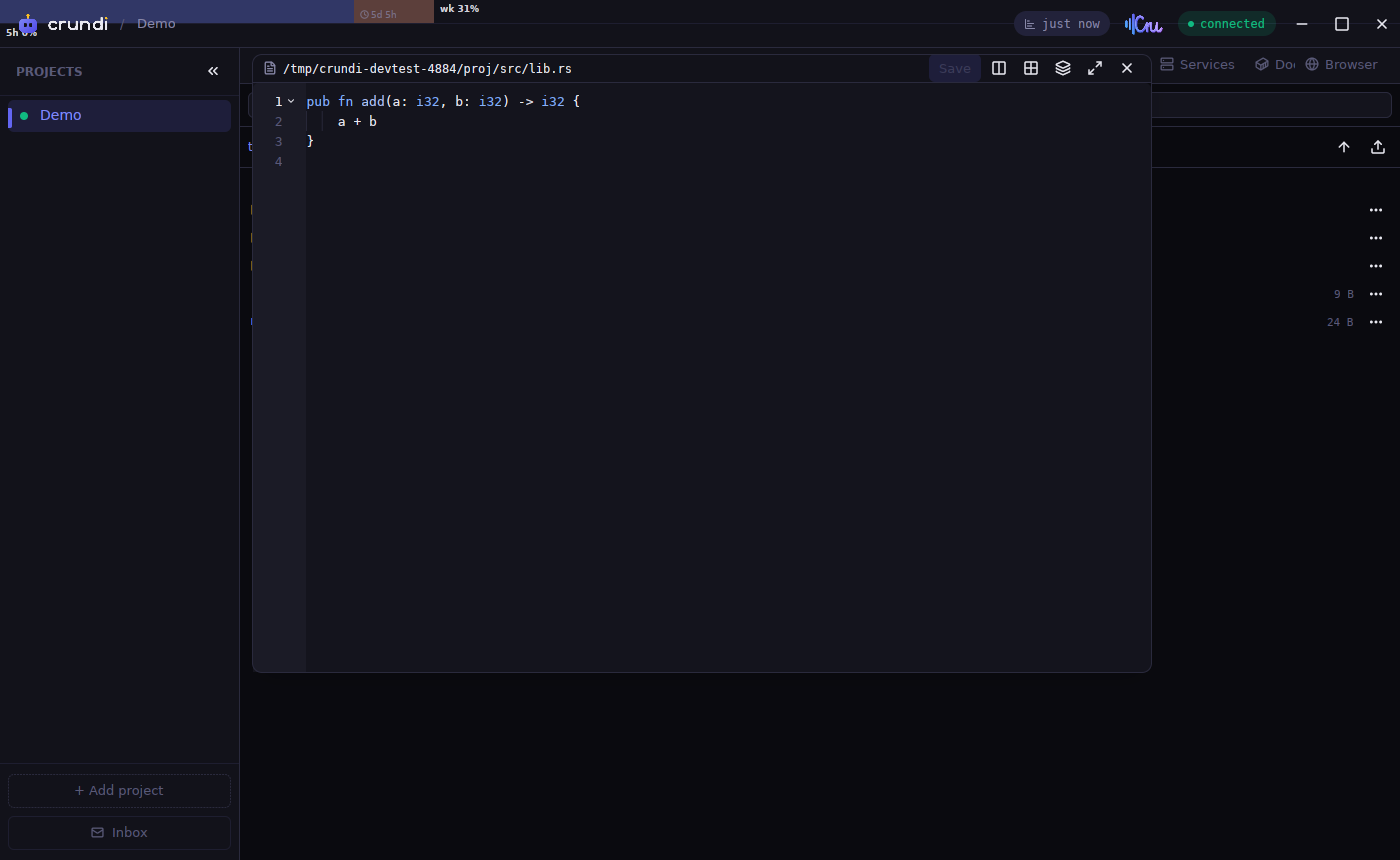 5d 5h
wk 31%
5h 6%
crundi / Demo
just now
Cru
connected
PROJECTS
Demo
/tmp/crundi-devtest-4884/proj/src/lib.rs
Save
Services
Browser
1 pub fn add(a: i32, b: i32) -> i32 {
2 a + b
3 }
4
9 B
24 B
+ Add project
Inbox